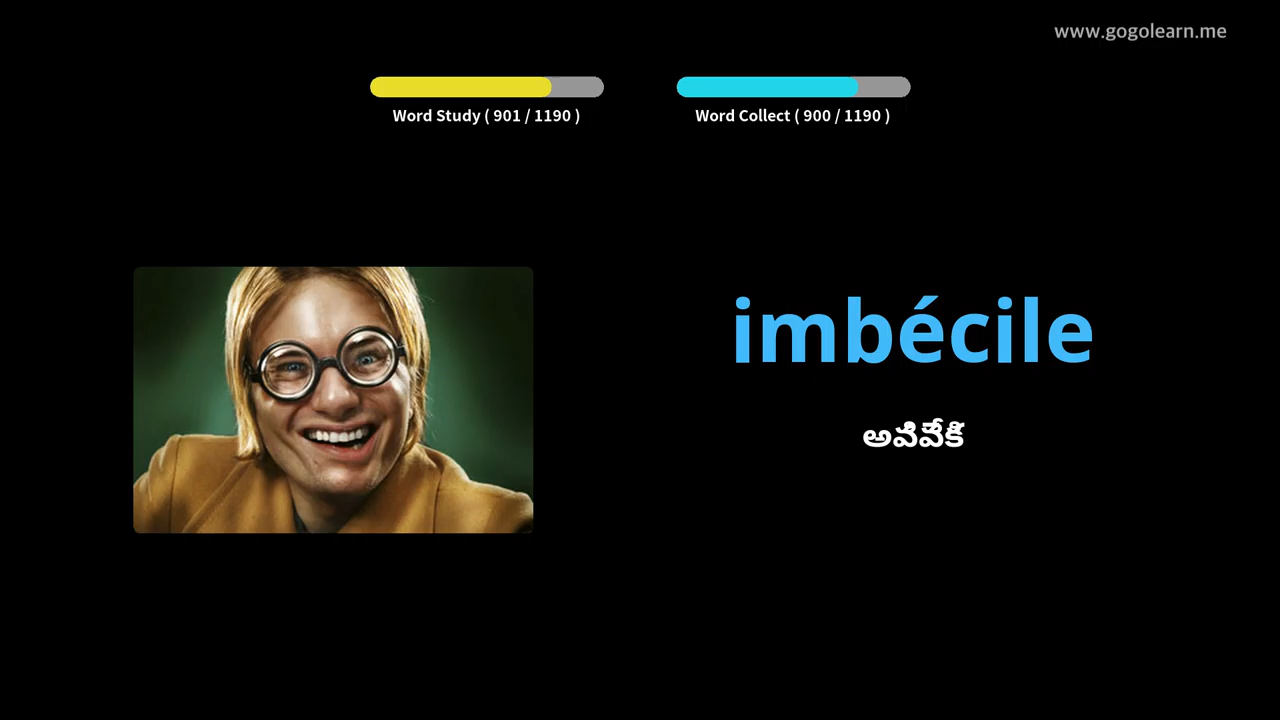 www.gogolearn.me
Word Study ( 901 / 1190 )
Word Collect ( 900 / 1190 )
imbécile
అవివేకి